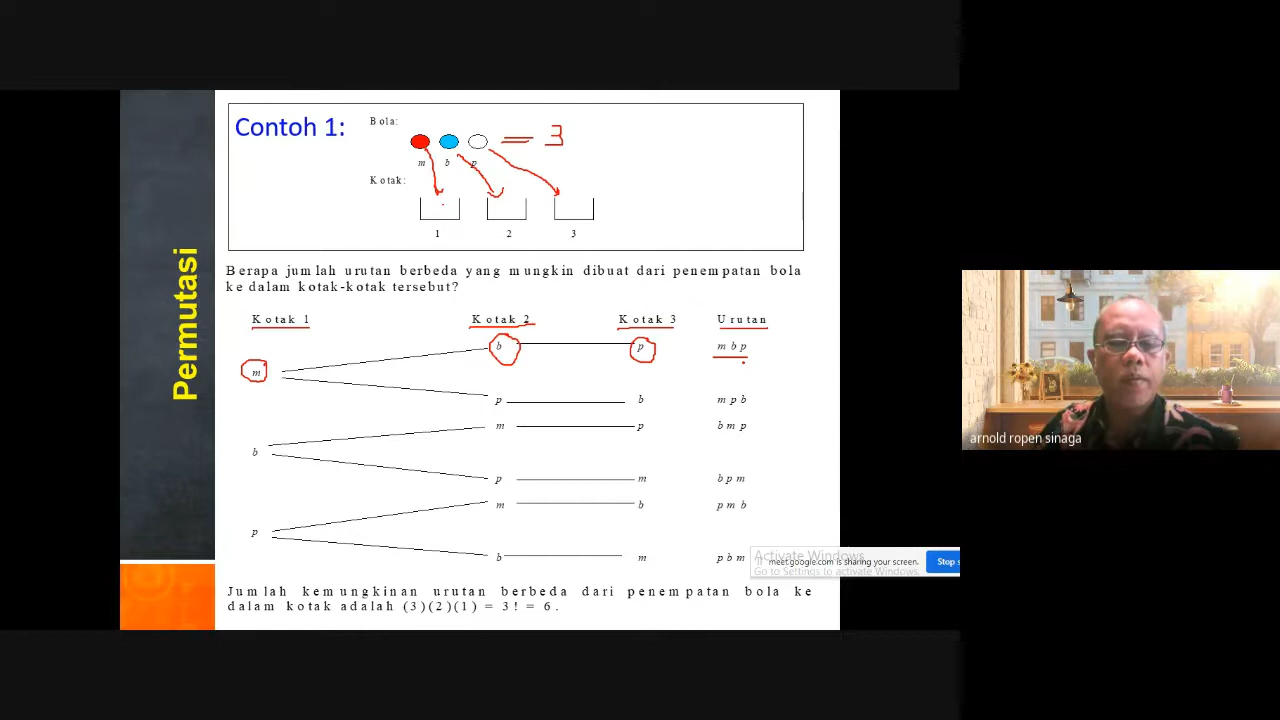 Permutasi
Contoh 1:
Bola:
= 3
m b p
Kotak:
1 2 3
Berapa jumlah urutan berbeda yang mungkin dibuat dari penempatan bola
ke dalam kotak-kotak tersebut?
Kotak 1 Kotak 2 Kotak 3 Urutan
b p m b p
m
p b m p b
m p b m p
b
p m b p m
m b p m b
p
b m p b m
Jumlah kemungkinan urutan berbeda dari penempatan bola ke
dalam kotak adalah (3)(2)(1) = 3! = 6.
Activate Windows
meet.google.com is sharing your screen. Stop s
Go to Settings to activate Windows.
arnold ropen sinaga